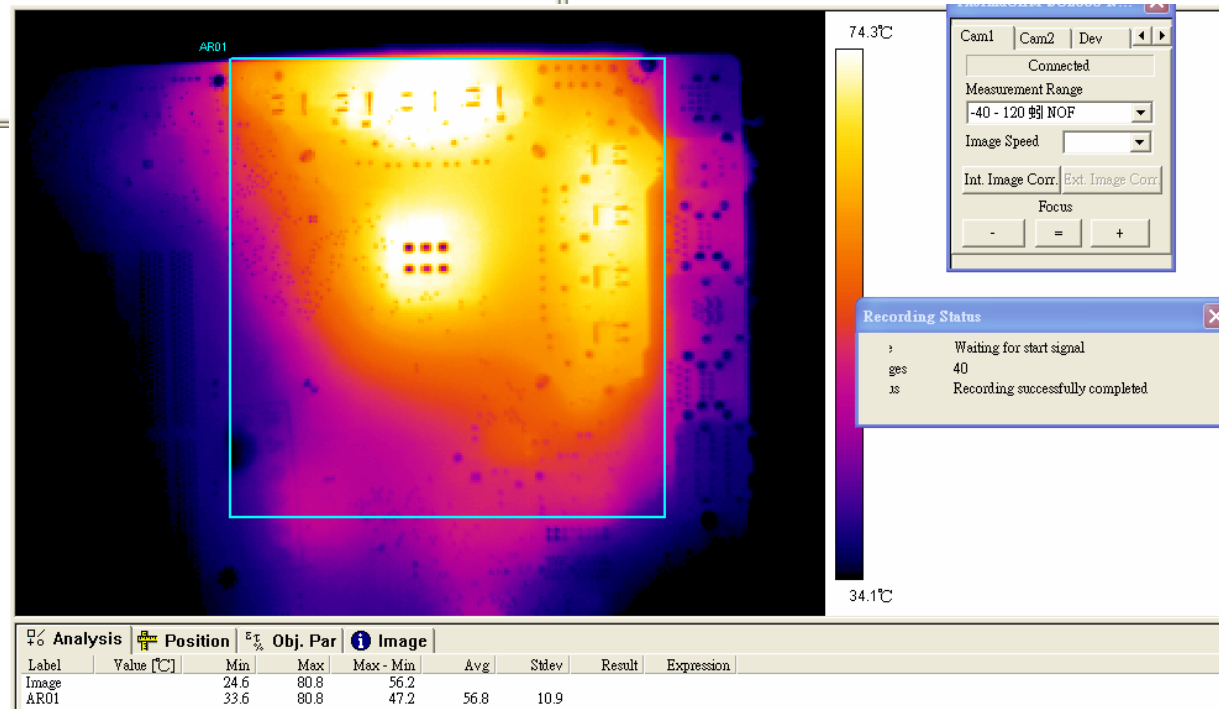 AR01
74.3℃
34.1℃
Cam1 Cam2 Dev
Connected
Measurement Range
-40 - 120 蚓 NOF
Image Speed
Int. Image Corr. Ext. Image Corr.
Focus
- = +
Recording Status
Waiting for start signal
ges 40
Recording successfully completed
Analysis Position Obj. Par Image
Label Value [℃] Min Max Max - Min Avg Stdev Result Expression
Image 24.6 80.8 56.2
AR01 33.6 80.8 47.2 56.8 10.9